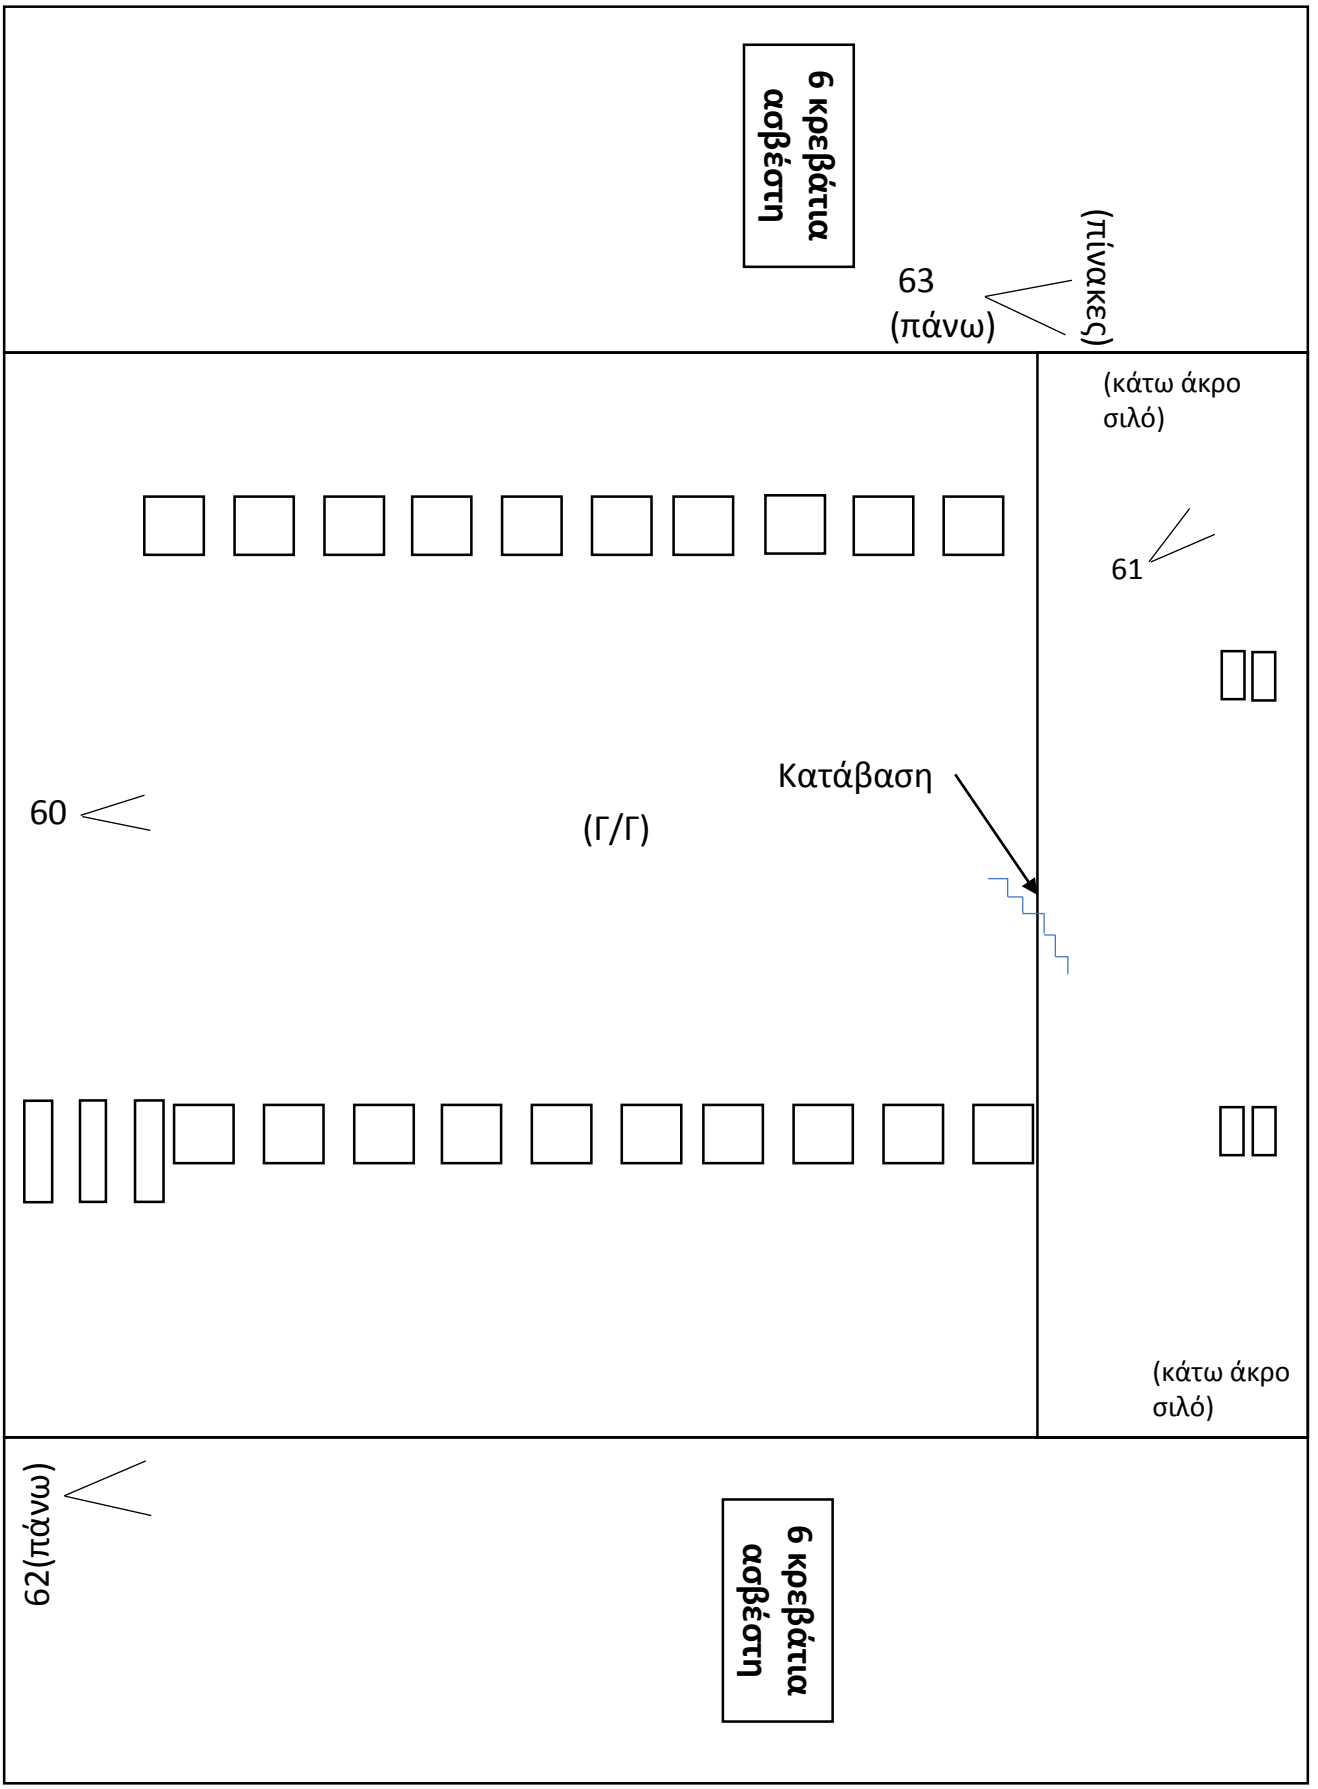 6 κρεβάτια
ασβέστη
(πίνακες)
63
(πάνω)
(κάτω άκρο
σιλό)
61
Κατάβαση
60
(Γ/Γ)
(κάτω άκρο
σιλό)
62(πάνω)
6 κρεβάτια
ασβέστη